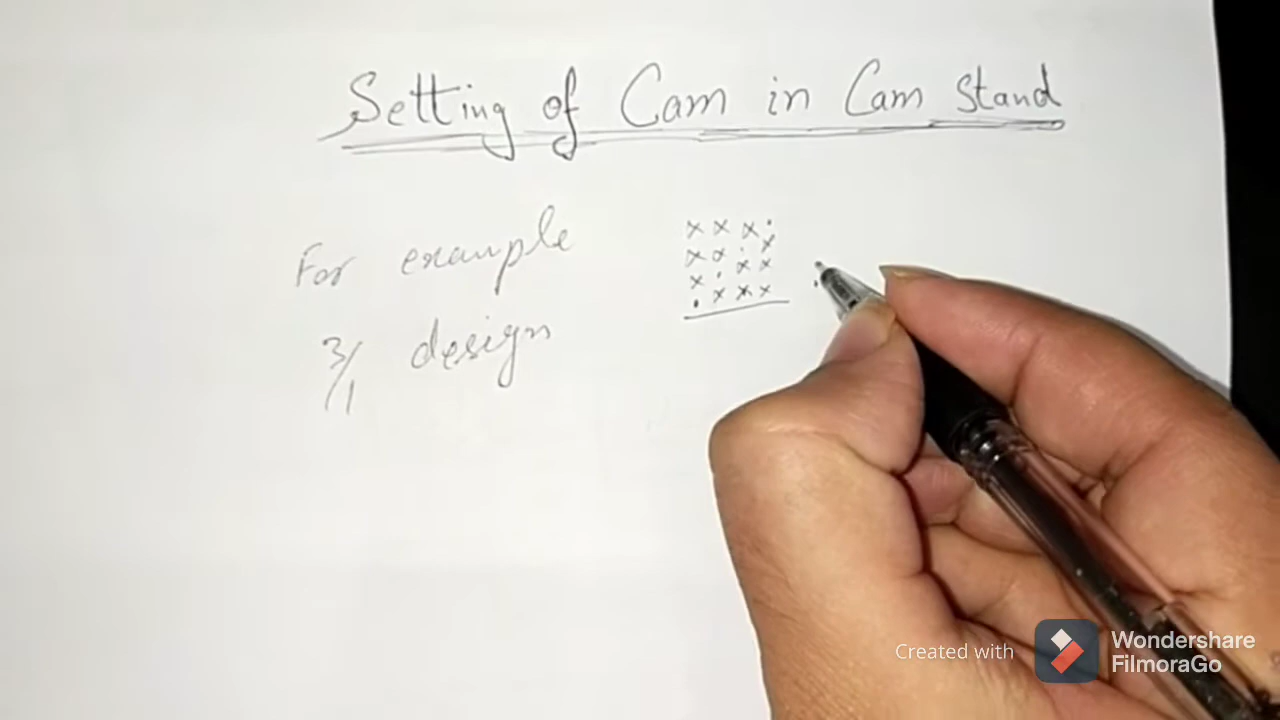 Setting of Cam in Cam Stand
For example
3/1 design
x x x .
x x . x
x . x x
. x x x
Created with Wondershare FilmoraGo